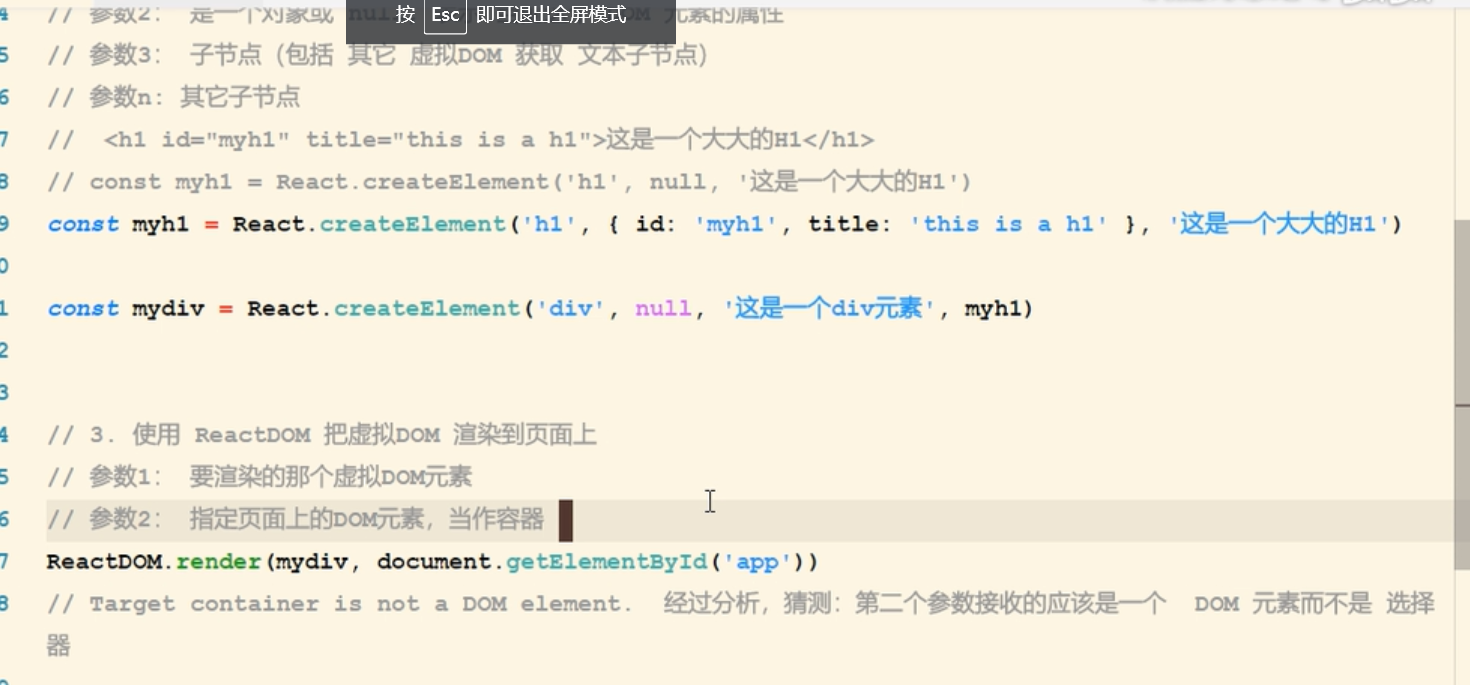 4 // 参数2： 是一个对象或 nul 元素的属性
按 Esc 即可退出全屏模式
5 // 参数3： 子节点（包括 其它 虚拟DOM 获取 文本子节点）
6 // 参数n：其它子节点
7 // <h1 id="myh1" title="this is a h1">这是一个大大的H1</h1>
8 // const myh1 = React.createElement('h1', null, '这是一个大大的H1')
9 const myh1 = React.createElement('h1', { id: 'myh1', title: 'this is a h1' }, '这是一个大大的H1')
0
1 const mydiv = React.createElement('div', null, '这是一个div元素', myh1)
2
3
4 // 3. 使用 ReactDOM 把虚拟DOM 渲染到页面上
5 // 参数1： 要渲染的那个虚拟DOM元素
6 // 参数2： 指定页面上的DOM元素，当作容器
7 ReactDOM.render(mydiv, document.getElementById('app'))
8 // Target container is not a DOM element. 经过分析，猜测：第二个参数接收的应该是一个 DOM 元素而不是 选择
器